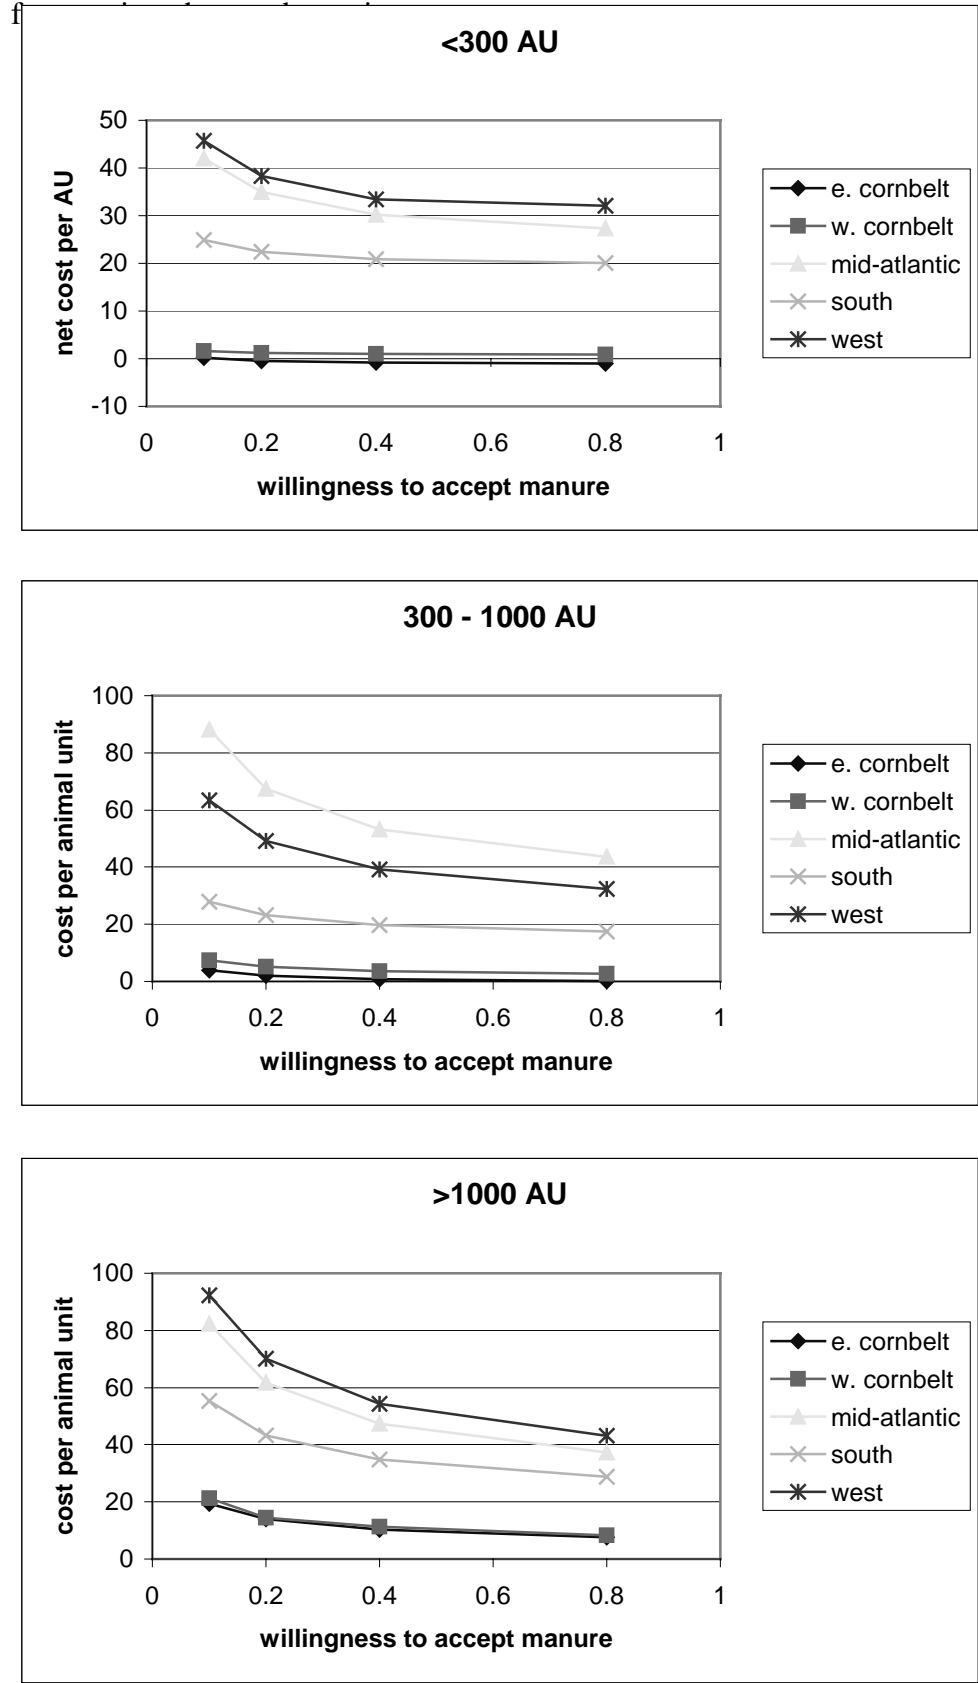 <300 AU
50
40
30
20
10
0
-10
net cost per AU
0 0.2 0.4 0.6 0.8 1
willingness to accept manure
e. cornbelt
w. cornbelt
mid-atlantic
south
west
300 - 1000 AU
100
80
60
40
20
0
cost per animal unit
0 0.2 0.4 0.6 0.8 1
willingness to accept manure
e. cornbelt
w. cornbelt
mid-atlantic
south
west
>1000 AU
100
80
60
40
20
0
cost per animal unit
0 0.2 0.4 0.6 0.8 1
willingness to accept manure
e. cornbelt
w. cornbelt
mid-atlantic
south
west